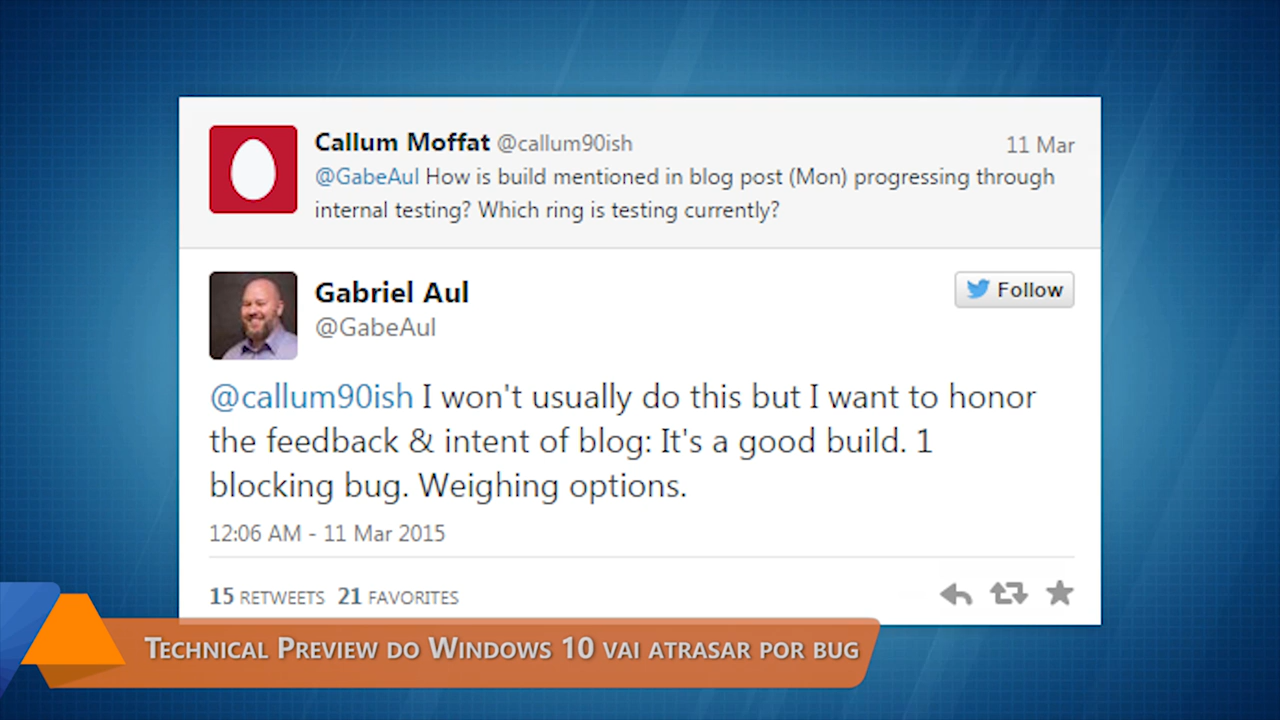 Callum Moffat @callum90ish 11 Mar
@GabeAul How is build mentioned in blog post (Mon) progressing through
internal testing? Which ring is testing currently?
Gabriel Aul
Follow
@GabeAul
@callum90ish I won't usually do this but I want to honor
the feedback & intent of blog: It's a good build. 1
blocking bug. Weighing options.
12:06 AM - 11 Mar 2015
15 RETWEETS 21 FAVORITES
TECHNICAL PREVIEW DO WINDOWS 10 VAI ATRASAR POR BUG